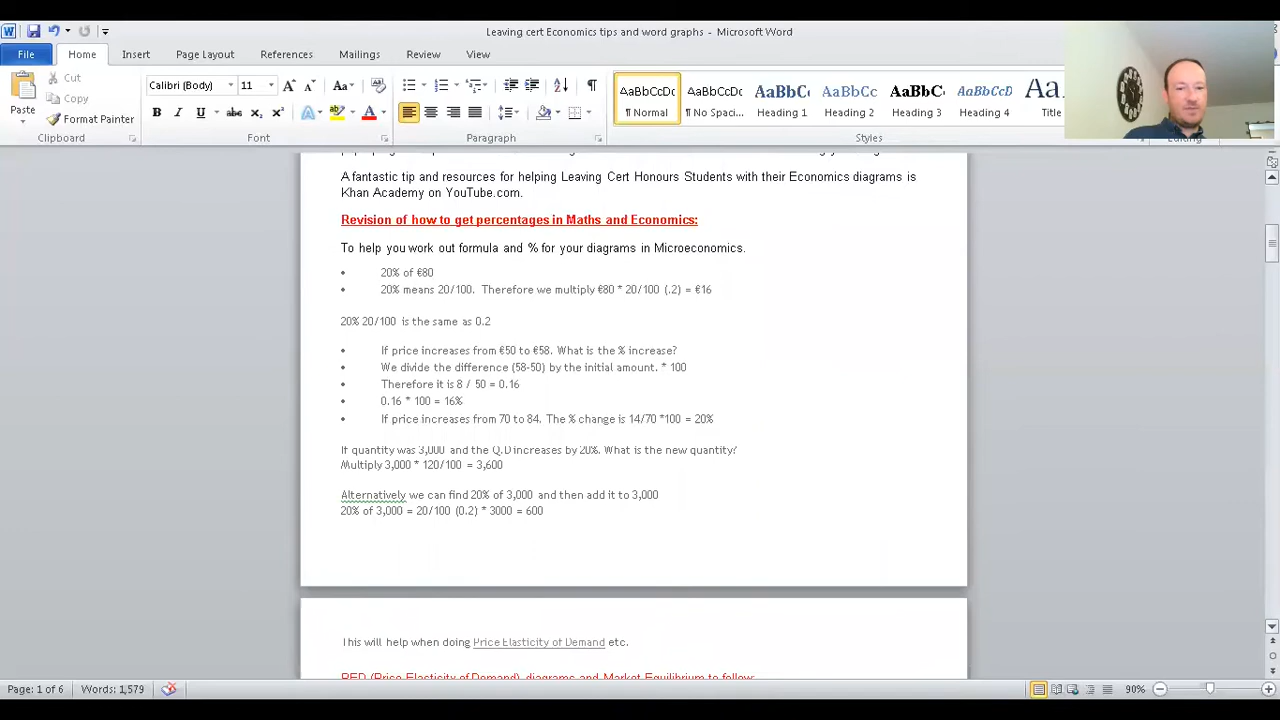 Leaving cert Economics tips and word graphs - Microsoft Word
File Home Insert Page Layout References Mailings Review View
Paste
Cut
Copy
Format Painter
Calibri (Body) 11
AaBbCcDc AaBbCcDc AaBbC AaBbCc AaBbC AaBbCcD
¶ Normal ¶ No Spaci... Heading 1 Heading 2 Heading 3 Heading 4 Title
Clipboard Font Paragraph Styles
A fantastic tip and resources for helping Leaving Cert Honours Students with their Economics diagrams is
Khan Academy on YouTube.com.
Revision of how to get percentages in Maths and Economics:
To help you work out formula and % for your diagrams in Microeconomics.
• 20% of €80
• 20% means 20/100. Therefore we multiply €80 * 20/100 (.2) = €16
20% 20/100 is the same as 0.2
• If price increases from €50 to €58. What is the % increase?
• We divide the difference (58-50) by the initial amount. * 100
• Therefore it is 8 / 50 = 0.16
• 0.16 * 100 = 16%
• If price increases from 70 to 84. The % change is 14/70 *100 = 20%
If quantity was 3,000 and the Q.D increases by 20%. What is the new quantity?
Multiply 3,000 * 120/100 = 3,600
Alternatively we can find 20% of 3,000 and then add it to 3,000
20% of 3,000 = 20/100 (0.2) * 3000 = 600
This will help when doing Price Elasticity of Demand etc.
PED (Price Elasticity of Demand) diagrams and Market Equilibrium to follow:
Page: 1 of 6 Words: 1,579 90%